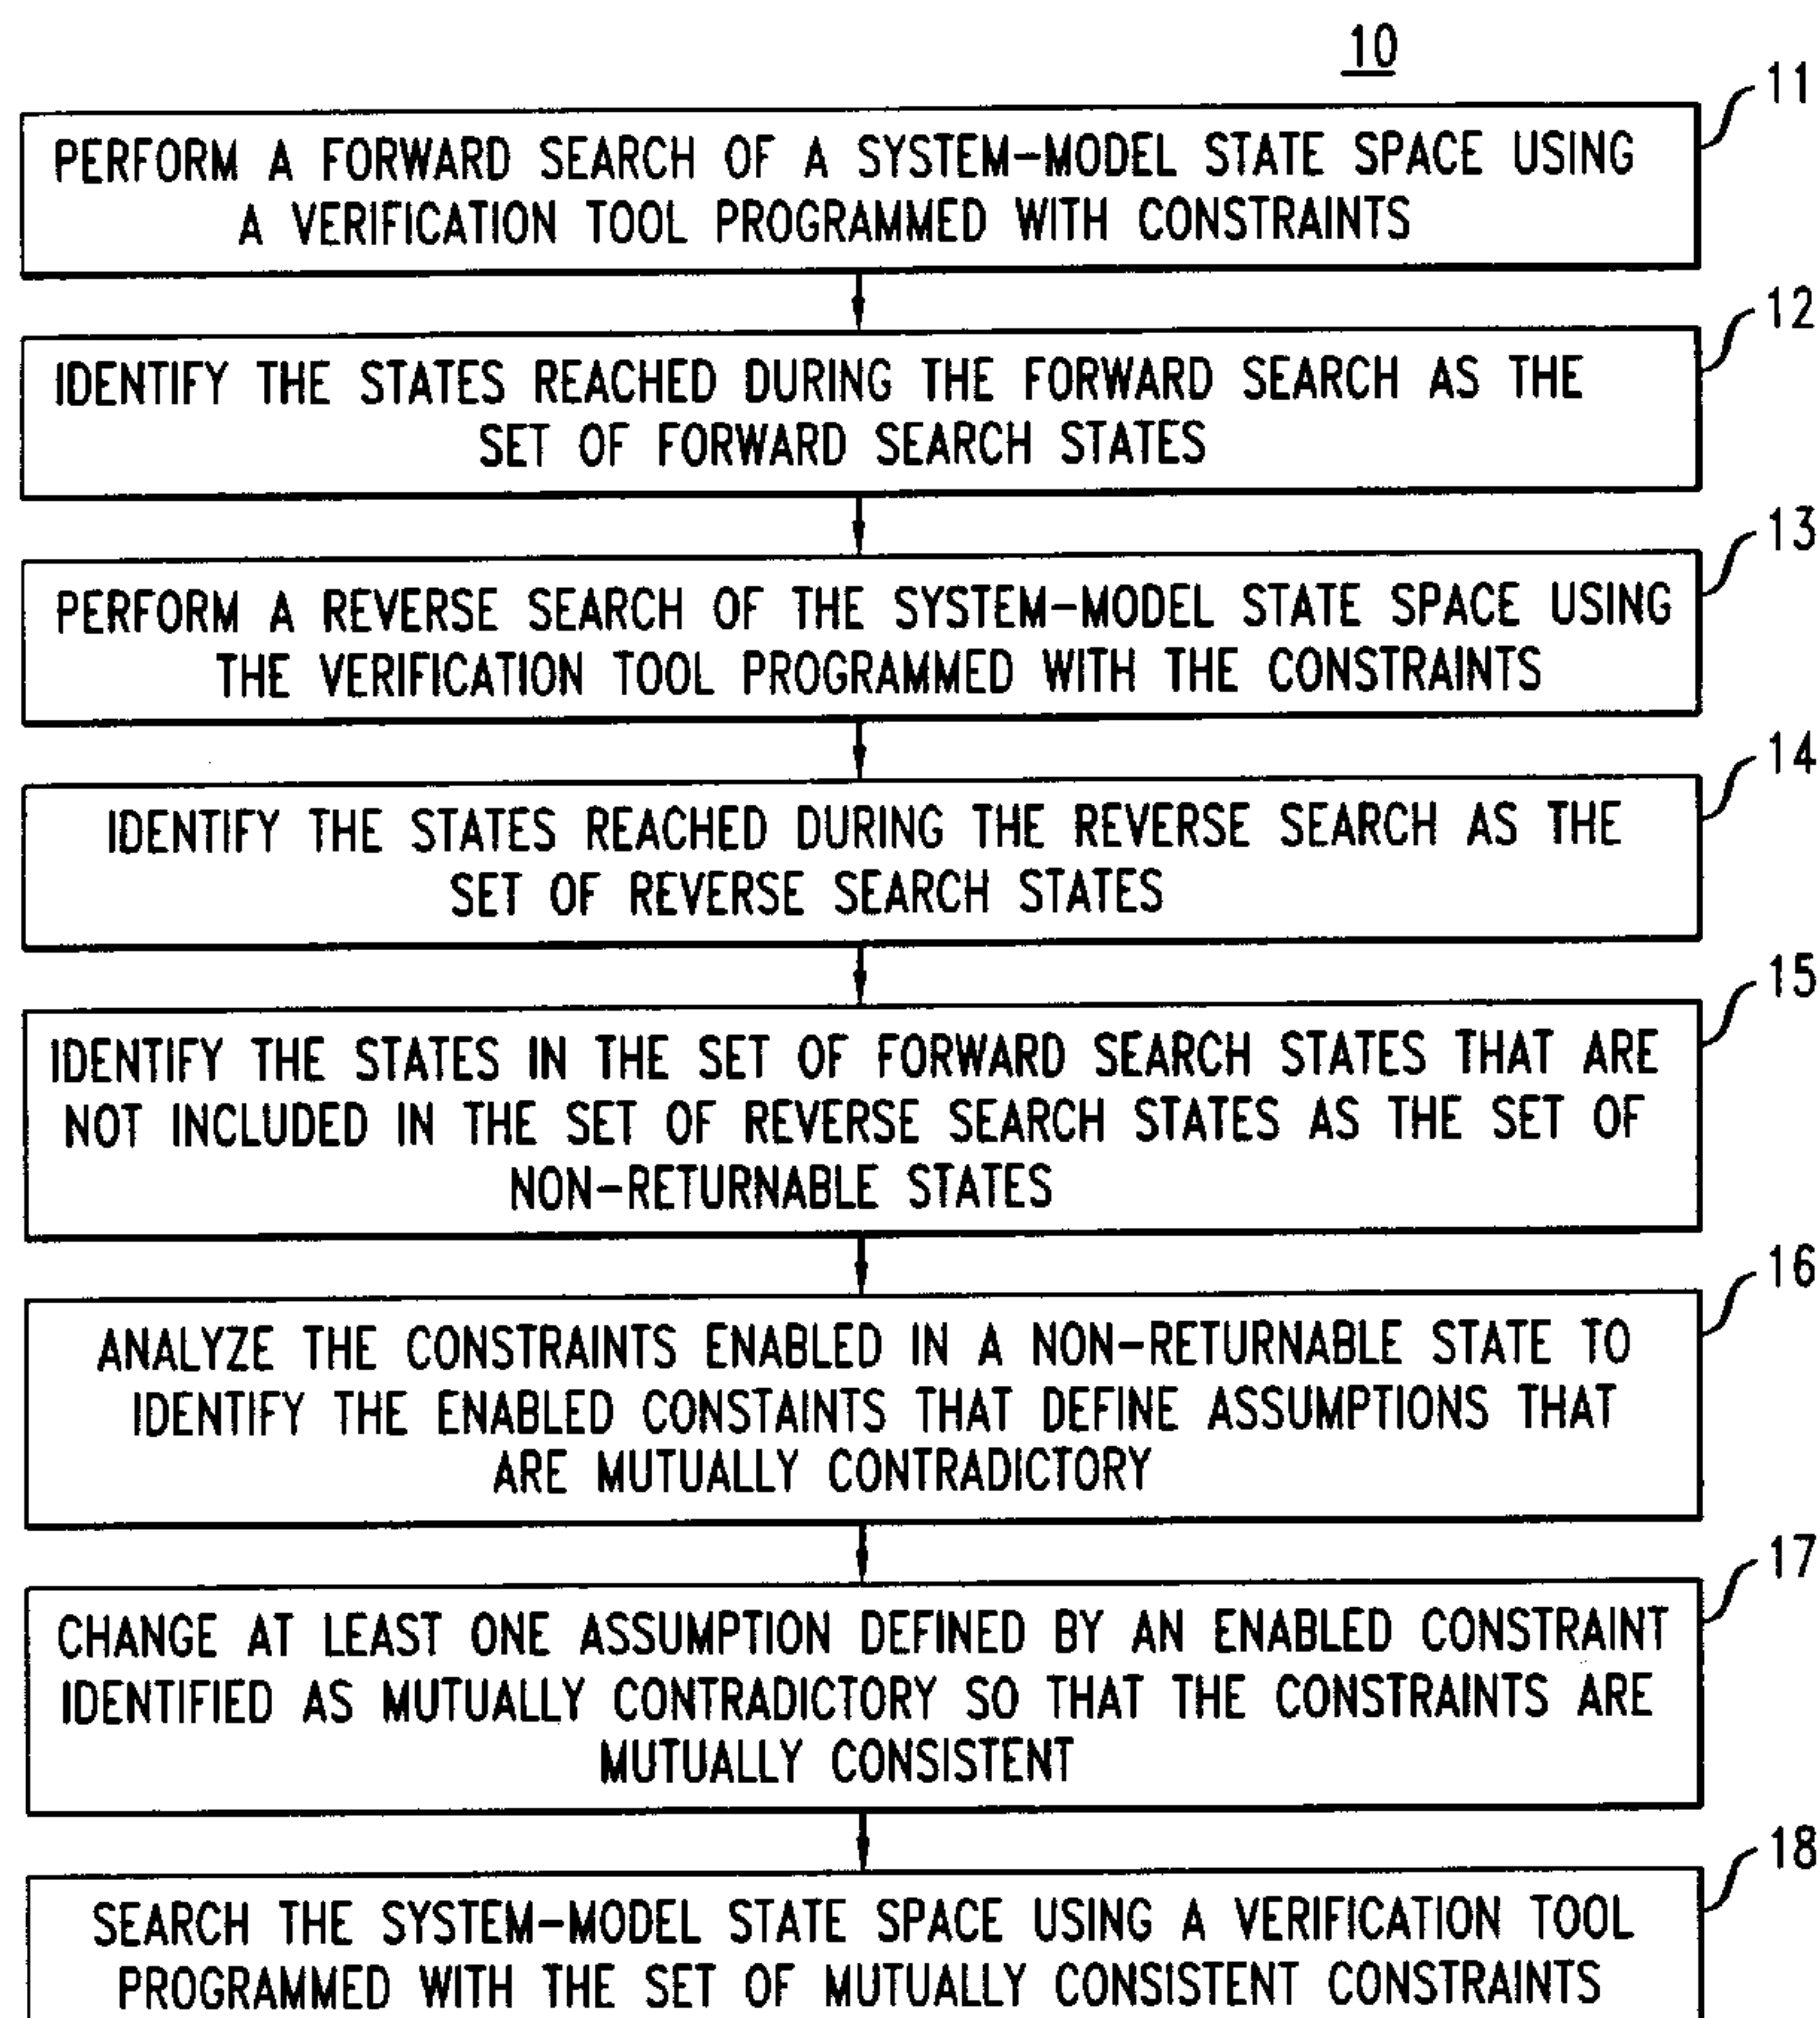 10
11
PERFORM A FORWARD SEARCH OF A SYSTEM-MODEL STATE SPACE USING
A VERIFICATION TOOL PROGRAMMED WITH CONSTRAINTS
12
IDENTIFY THE STATES REACHED DURING THE FORWARD SEARCH AS THE
SET OF FORWARD SEARCH STATES
13
PERFORM A REVERSE SEARCH OF THE SYSTEM-MODEL STATE SPACE USING
THE VERIFICATION TOOL PROGRAMMED WITH THE CONSTRAINTS
14
IDENTIFY THE STATES REACHED DURING THE REVERSE SEARCH AS THE
SET OF REVERSE SEARCH STATES
15
IDENTIFY THE STATES IN THE SET OF FORWARD SEARCH STATES THAT ARE
NOT INCLUDED IN THE SET OF REVERSE SEARCH STATES AS THE SET OF
NON-RETURNABLE STATES
16
ANALYZE THE CONSTRAINTS ENABLED IN A NON-RETURNABLE STATE TO
IDENTIFY THE ENABLED CONSTAINTS THAT DEFINE ASSUMPTIONS THAT
ARE MUTUALLY CONTRADICTORY
17
CHANGE AT LEAST ONE ASSUMPTION DEFINED BY AN ENABLED CONSTRAINT
IDENTIFIED AS MUTUALLY CONTRADICTORY SO THAT THE CONSTRAINTS ARE
MUTUALLY CONSISTENT
18
SEARCH THE SYSTEM-MODEL STATE SPACE USING A VERIFICATION TOOL
PROGRAMMED WITH THE SET OF MUTUALLY CONSISTENT CONSTRAINTS